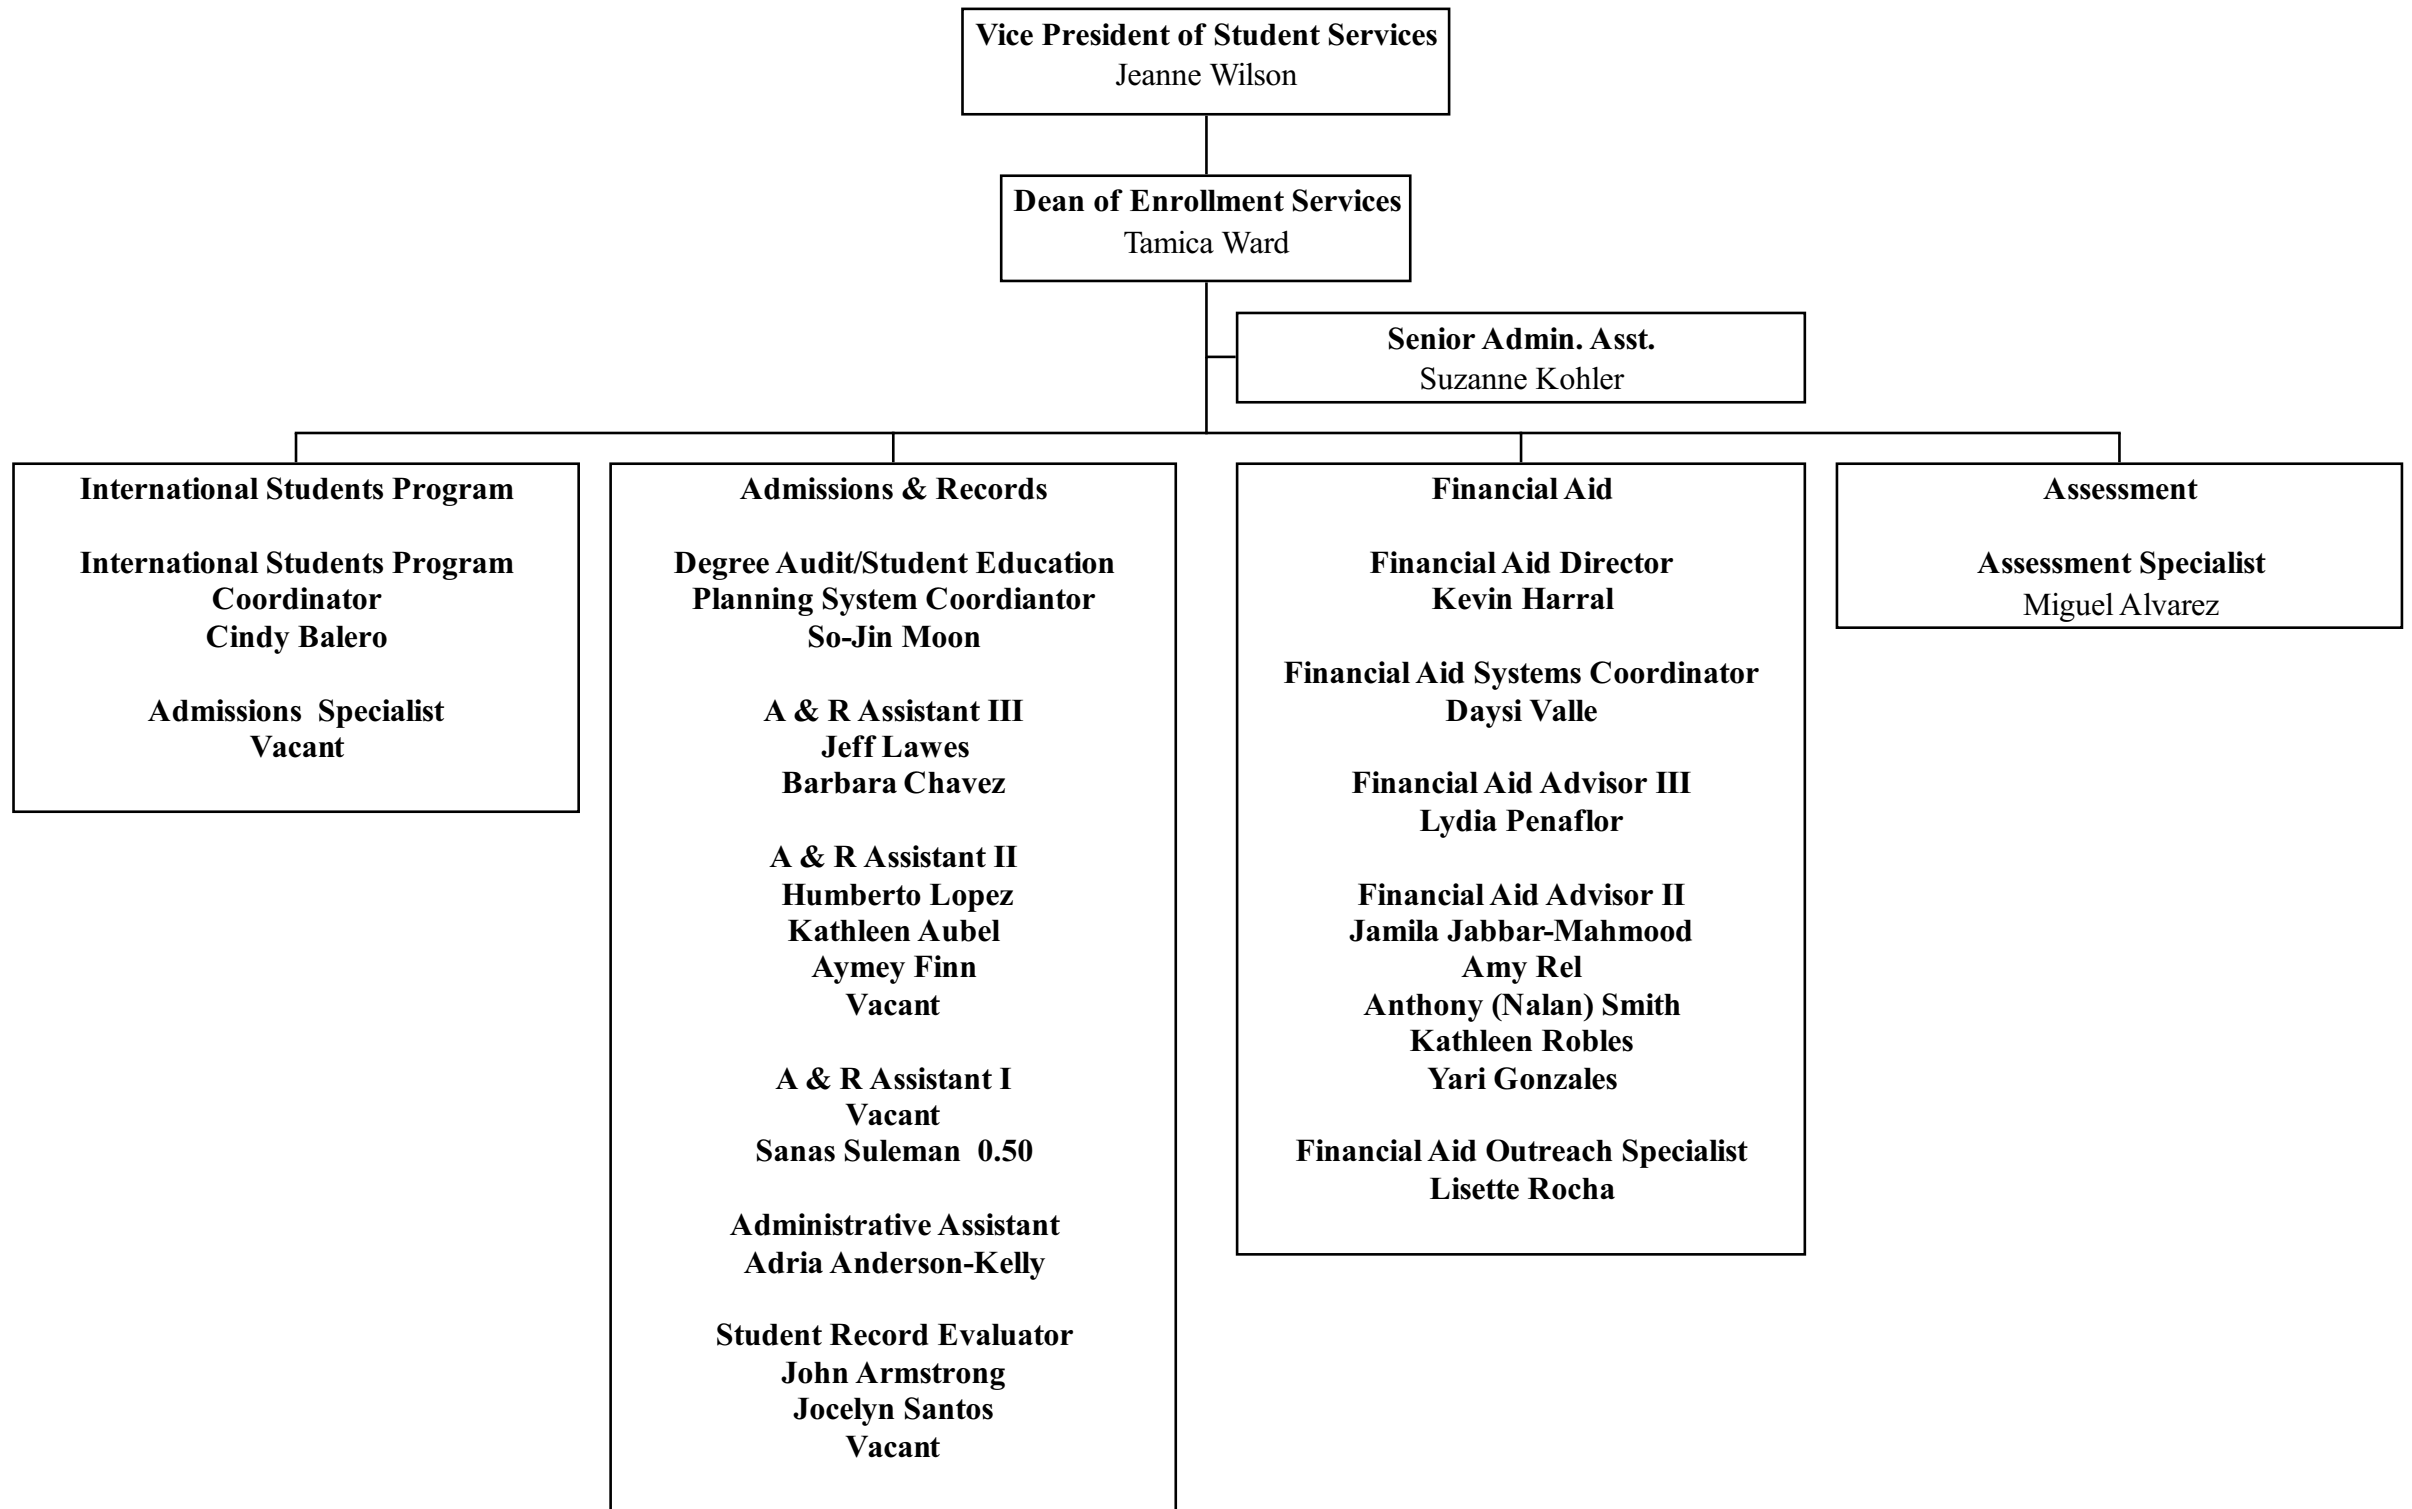 Vice President of Student Services
Jeanne Wilson
Dean of Enrollment Services
Tamica Ward
Senior Admin. Asst.
Suzanne Kohler
International Students Program
International Students Program
Coordinator
Cindy Balero
Admissions  Specialist
Vacant
Admissions & Records
Degree Audit/Student Education
Planning System Coordiantor
So-Jin Moon
A & R Assistant III
Jeff Lawes
Barbara Chavez
A & R Assistant II
Humberto Lopez
Kathleen Aubel
Aymey Finn
Vacant
A & R Assistant I
Vacant
Sanas Suleman  0.50
Administrative Assistant
Adria Anderson-Kelly
Student Record Evaluator
John Armstrong
Jocelyn Santos
Vacant
Financial Aid
Financial Aid Director
Kevin Harral
Financial Aid Systems Coordinator
Daysi Valle
Financial Aid Advisor III
Lydia Penaflor
Financial Aid Advisor II
Jamila Jabbar-Mahmood
Amy Rel
Anthony (Nalan) Smith
Kathleen Robles
Yari Gonzales
Financial Aid Outreach Specialist
Lisette Rocha
Assessment
Assessment Specialist
Miguel Alvarez